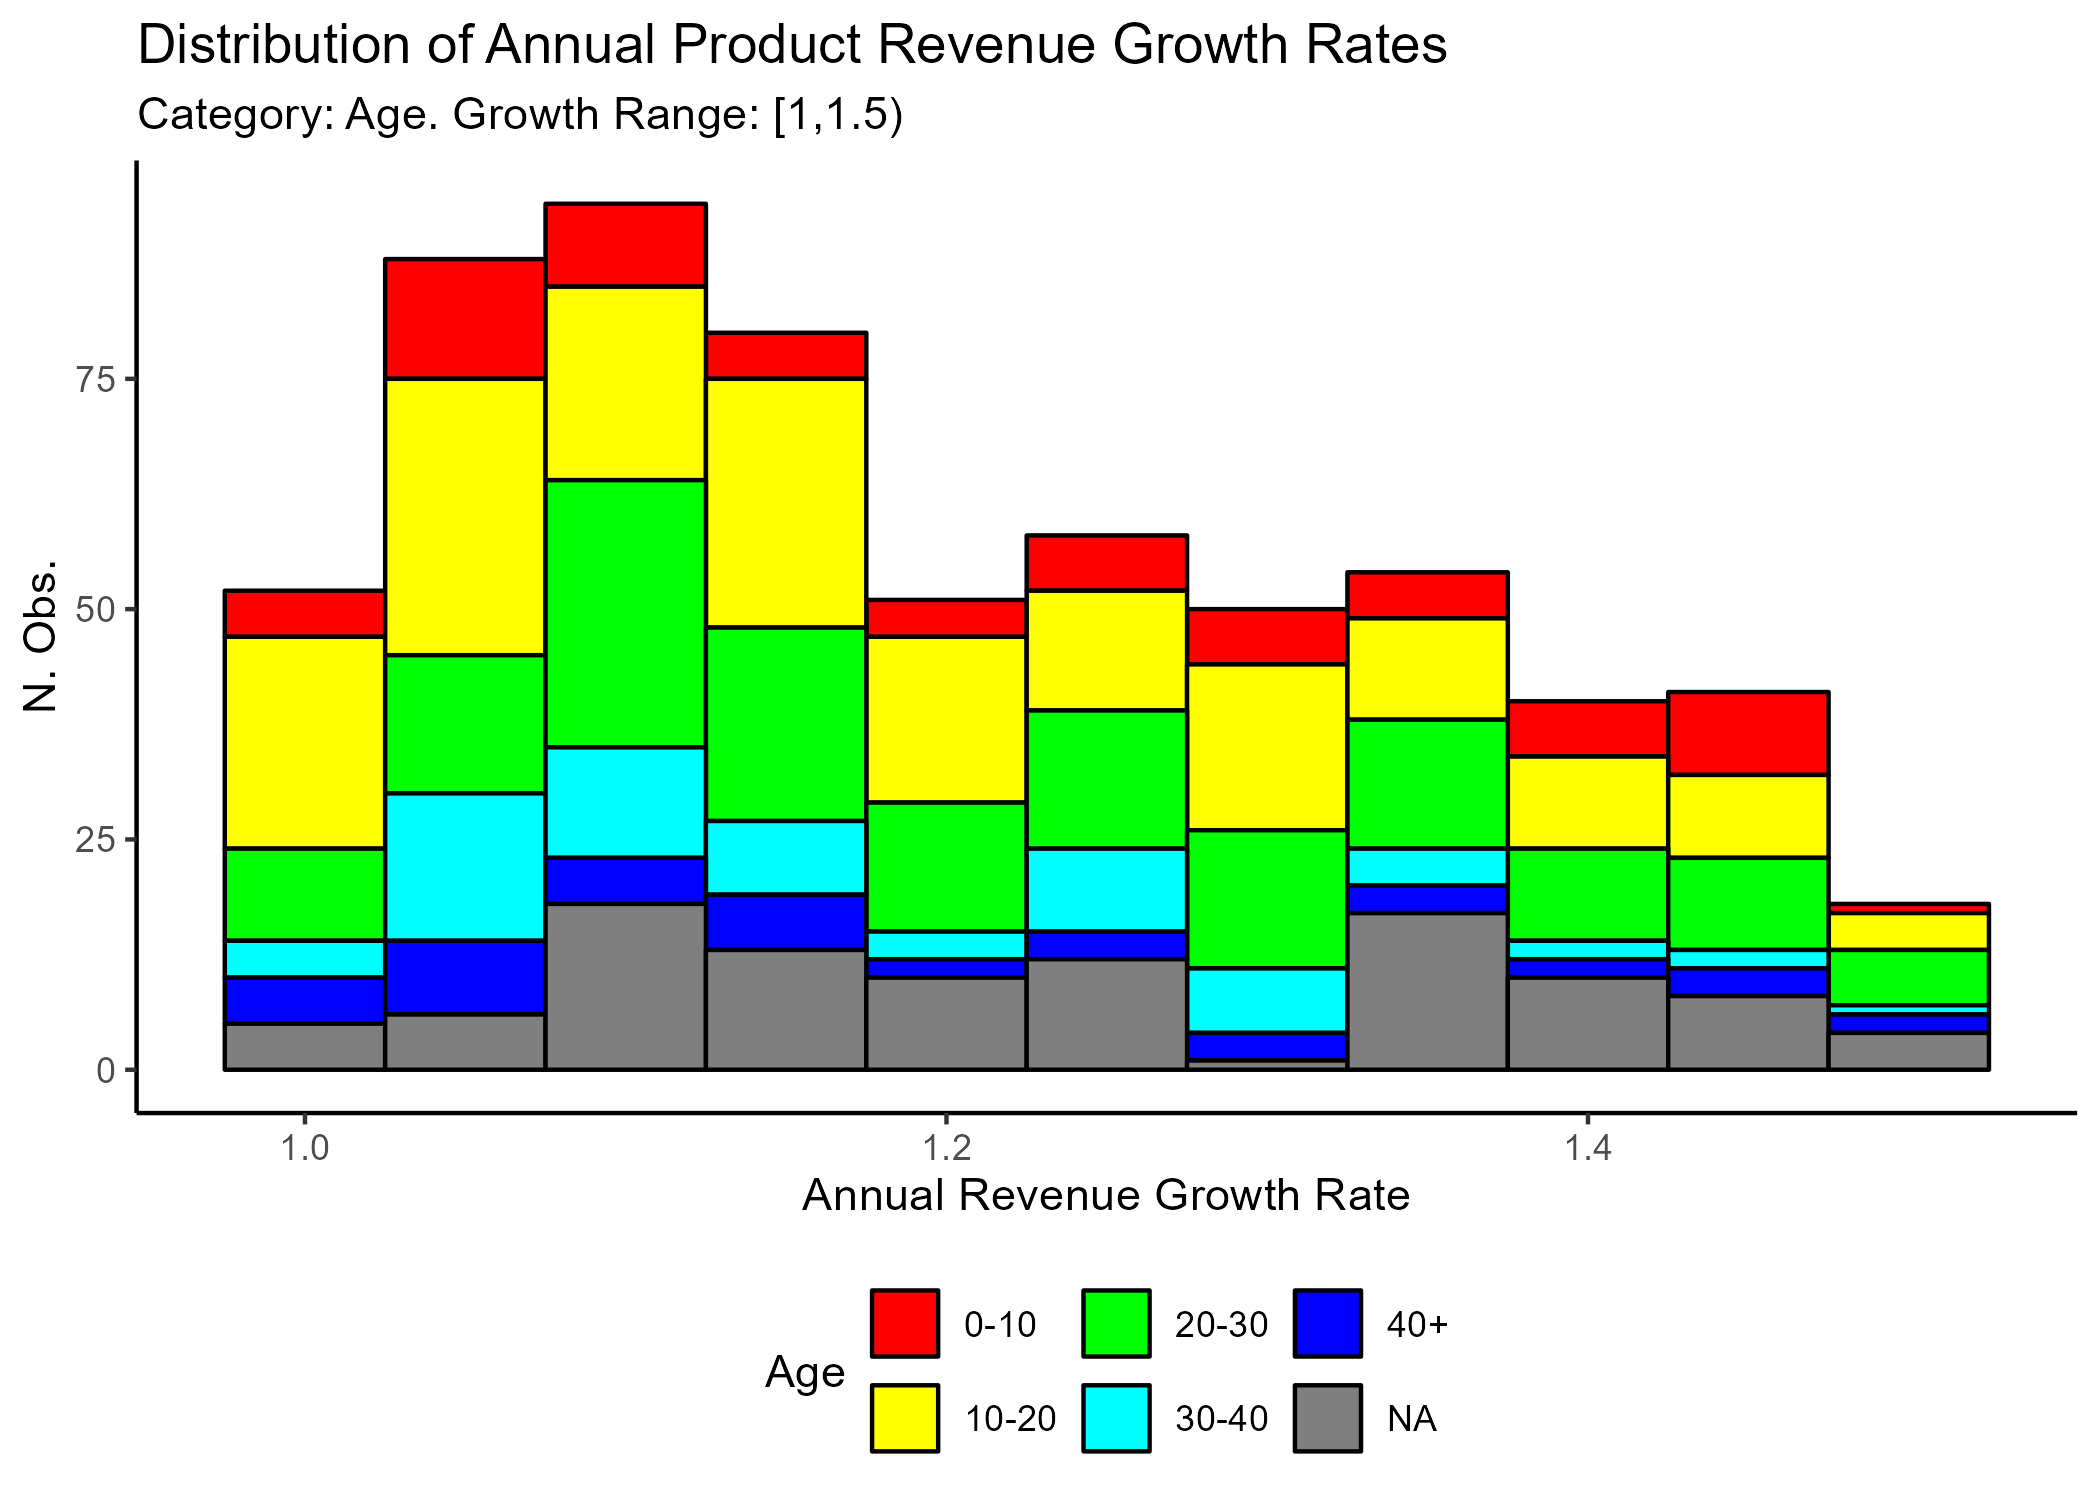 Distribution of Annual Product Revenue Growth Rates
Category: Age. Growth Range: [1,1.5)
N. Obs.
75
50
25
0
1.0 1.2 1.4
Annual Revenue Growth Rate
Age
0-10 20-30 40+
10-20 30-40 NA